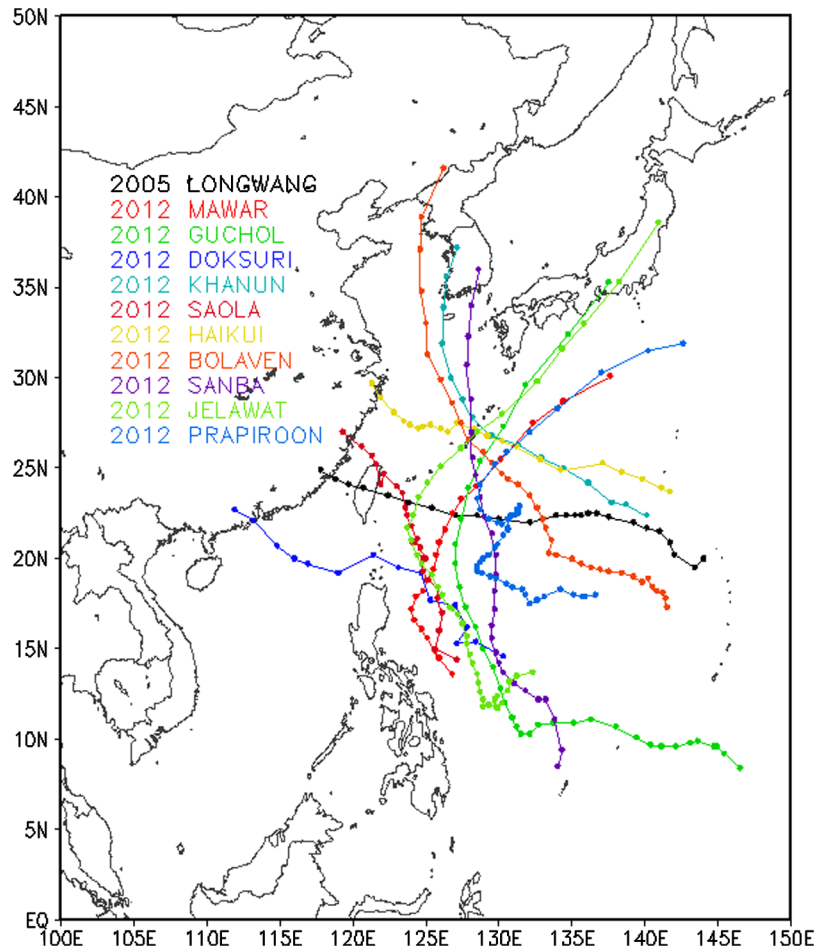 50N
45N
40N
35N
30N
25N
20N
15N
10N
5N
EQ
2005 LONGWANG
2012 MAWAR
2012 GUCHOL
2012 DOKSURI
2012 KHANUN
2012 SAOLA
2012 HAIKUI
2012 BOLAVEN
2012 SANBA
2012 JELAWAT
2012 PRAPIROON
100E 105E 110E 115E 120E 125E 130E 135E 140E 145E 150E